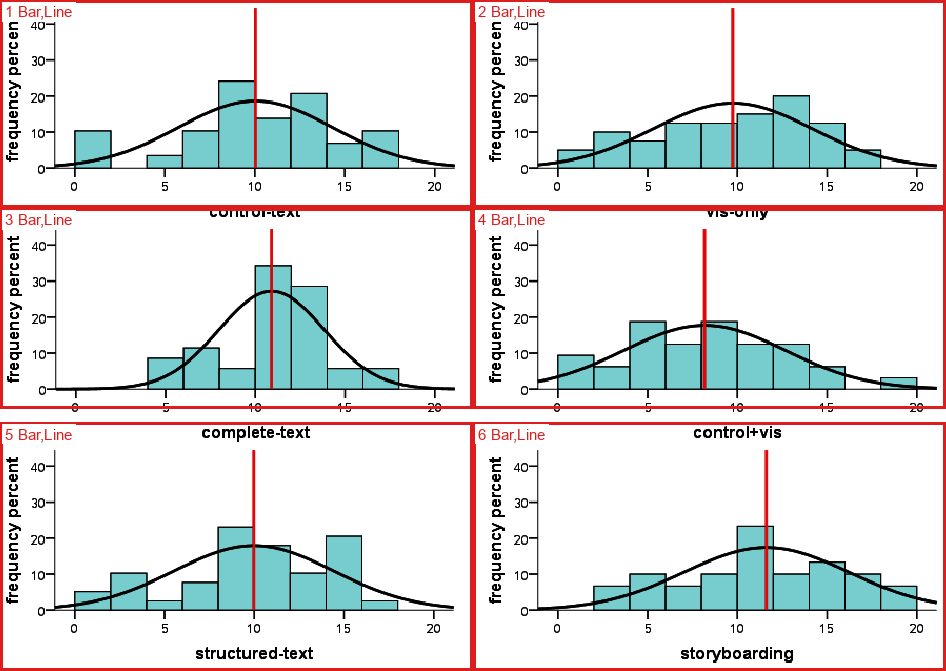 1 Bar,Line
frequency percen
40
30
20
10
0
0 5 10 15 20
2 Bar,Line
frequency percen
40
30
20
10
0
0 5 10 15 20
3 Bar,Line
control-text
frequency percent
40
30
20
10
0
0 5 10 15 20
4 Bar,Line
vis-only
frequency percent
40
30
20
10
0
0 5 10 15 20
5 Bar,Line
complete-text
frequency percent
40
30
20
10
0
0 5 10 15 20
structured-text
6 Bar,Line
control+vis
frequency percent
40
30
20
10
0
0 5 10 15 20
storyboarding